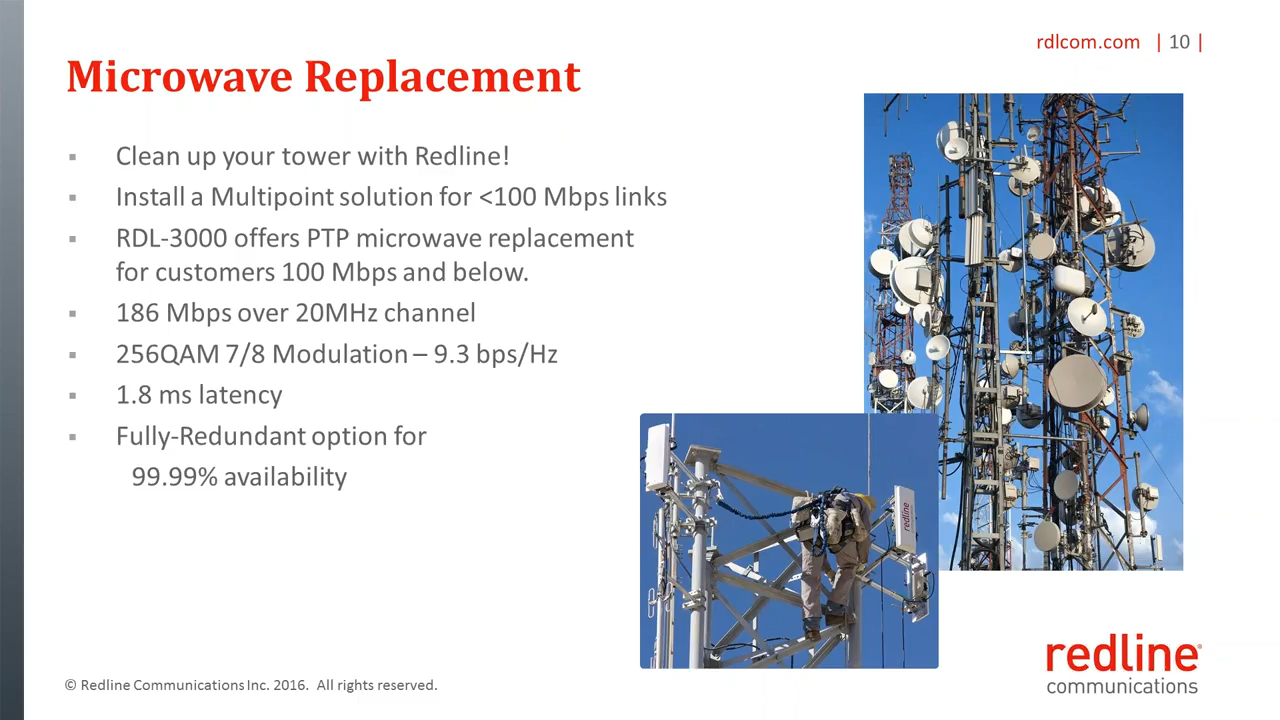 rdlcom.com | 10 |
Microwave Replacement
▪ Clean up your tower with Redline!
▪ Install a Multipoint solution for <100 Mbps links
▪ RDL-3000 offers PTP microwave replacement
for customers 100 Mbps and below.
▪ 186 Mbps over 20MHz channel
▪ 256QAM 7/8 Modulation – 9.3 bps/Hz
▪ 1.8 ms latency
▪ Fully-Redundant option for
99.99% availability
redline
redline®
communications
© Redline Communications Inc. 2016. All rights reserved.